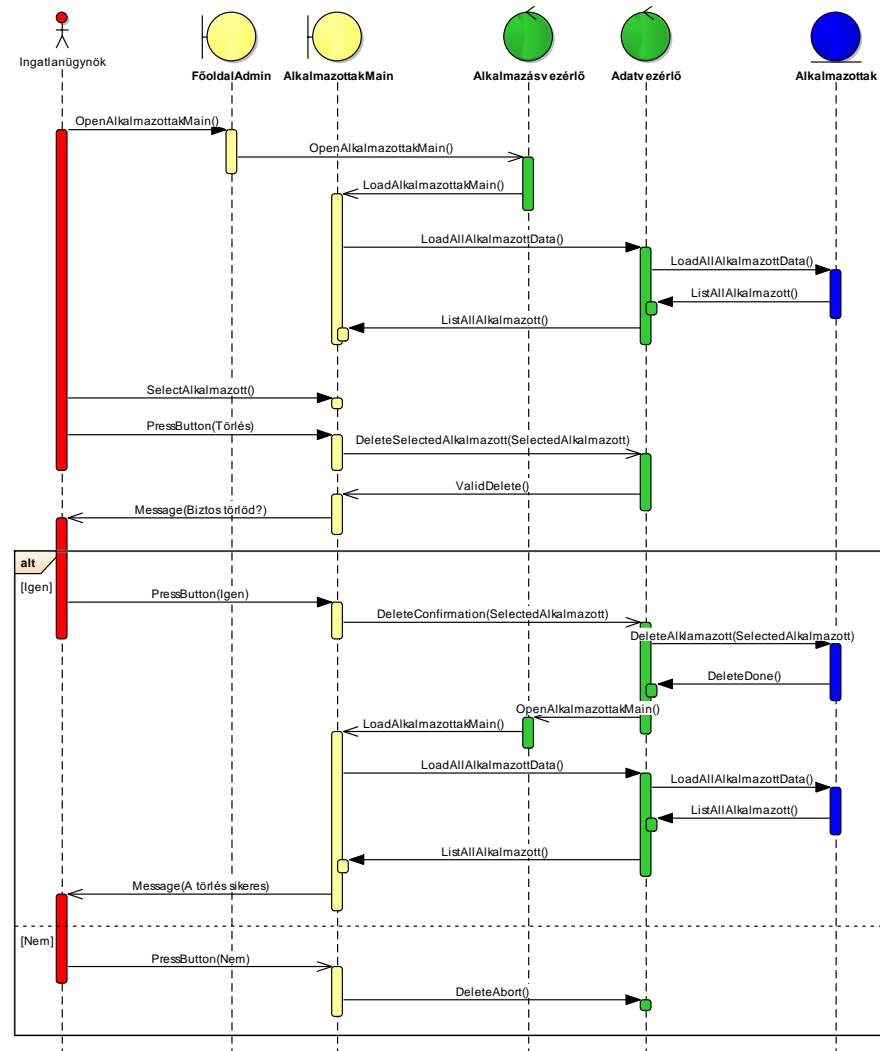 Ingatlanügynök
FőoldalAdmin
AlkalmazottakMain
Alkalmazásvezérlő
Adatvezérlő
Alkalmazottak
OpenAlkalmazottakMain()
OpenAlkalmazottakMain()
LoadAlkalmazottakMain()
LoadAllAlkalmazottData()
LoadAllAlkalmazottData()
ListAllAlkalmazott()
ListAllAlkalmazott()
SelectAlkalmazott()
PressButton(Törlés)
DeleteSelectedAlkalmazott(SelectedAlkalmazott)
ValidDelete()
Message(Biztos törlöd?)
alt
[Igen]
PressButton(Igen)
DeleteConfirmation(SelectedAlkalmazott)
DeleteAlklamazott(SelectedAlkalmazott)
DeleteDone()
OpenAlkalmazottakMain()
LoadAlkalmazottakMain()
LoadAllAlkalmazottData()
LoadAllAlkalmazottData()
ListAllAlkalmazott()
ListAllAlkalmazott()
Message(A törlés sikeres)
[Nem]
PressButton(Nem)
DeleteAbort()